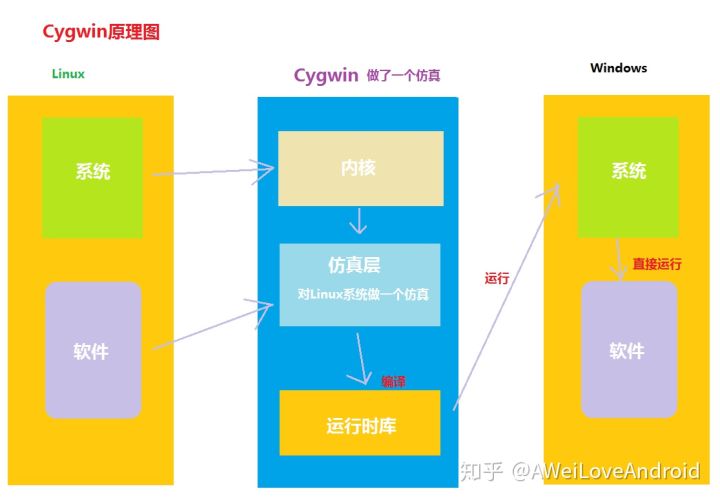 Cygwin原理图
Linux
Cygwin 做了一个仿真
Windows
系统
内核
系统
仿真层
对Linux系统做一个仿真
运行
直接运行
软件
软件
编译
运行时库
知乎 @AWeiLoveAndroid